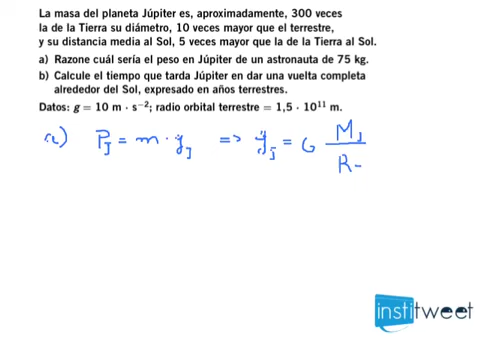 La masa del planeta Júpiter es, aproximadamente, 300 veces
la de la Tierra su diámetro, 10 veces mayor que el terrestre,
y su distancia media al Sol, 5 veces mayor que la de la Tierra al Sol.
a) Razone cuál sería el peso en Júpiter de un astronauta de 75 kg.
b) Calcule el tiempo que tarda Júpiter en dar una vuelta completa
alrededor del Sol, expresado en años terrestres.
Datos: g = 10 m · s⁻²; radio orbital terrestre = 1,5 · 10¹¹ m.
a) P_J = m · g_J => g_J = G M_J / R
institweet